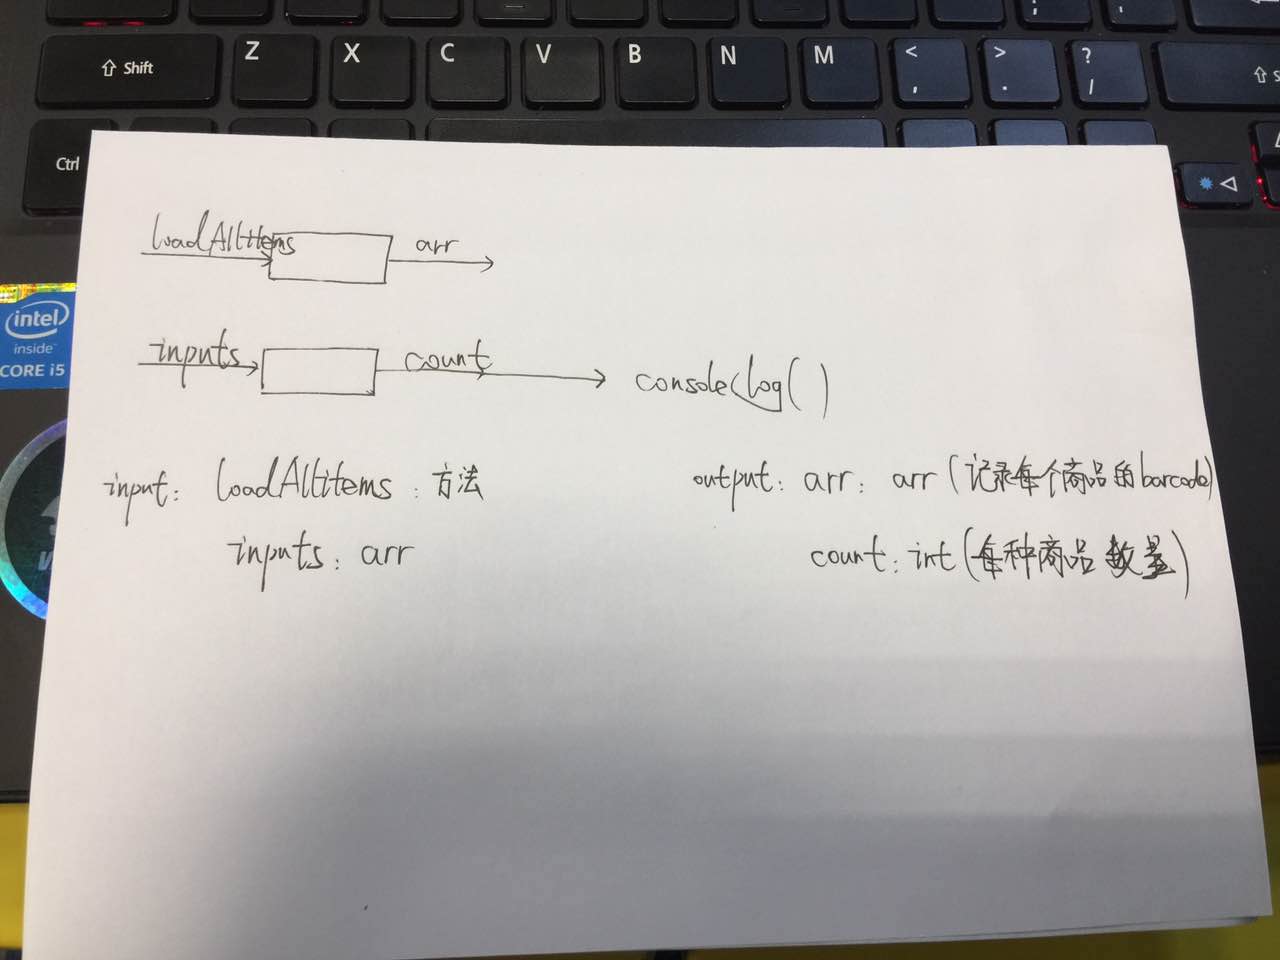 Shift Z X C V B N M < , > . ? /
Ctrl
loadAllitems arr
intel
inside
CORE i5
inputs count console.log()
input: loadAllitems: 方法 output: arr: arr (记录每个商品的barcode)
inputs: arr count: int (每种商品数量)